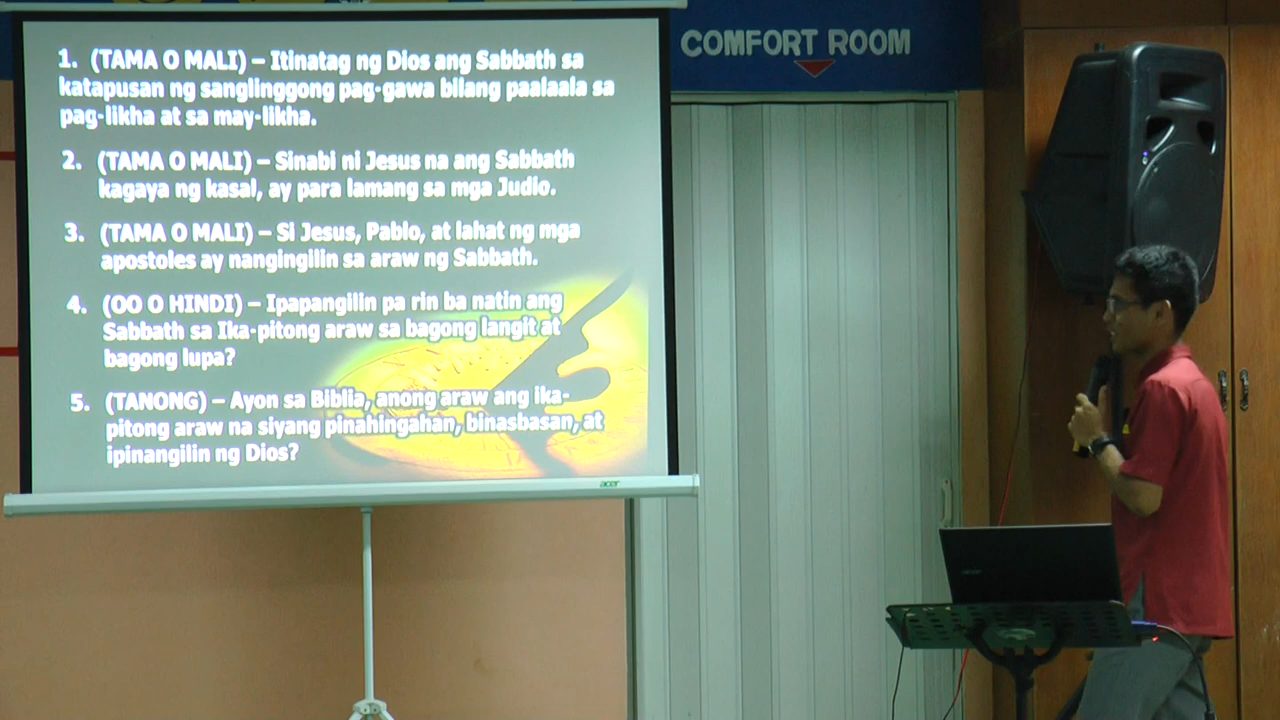 COMFORT ROOM
1. (TAMA O MALI) – Itinatag ng Dios ang Sabbath sa
katapusan ng sanglinggong pag-gawa bilang paalaala sa
pag-likha at sa may-likha.
2. (TAMA O MALI) – Sinabi ni Jesus na ang Sabbath
kagaya ng kasal, ay para lamang sa mga Judio.
3. (TAMA O MALI) – Si Jesus, Pablo, at lahat ng mga
apostoles ay nangingilin sa araw ng Sabbath.
4. (OO O HINDI) – Ipapangilin pa rin ba natin ang
Sabbath sa Ika-pitong araw sa bagong langit at
bagong lupa?
5. (TANONG) – Ayon sa Biblia, anong araw ang ika-
pitong araw na siyang pinahingahan, binasbasan, at
ipinangilin ng Dios?
acer